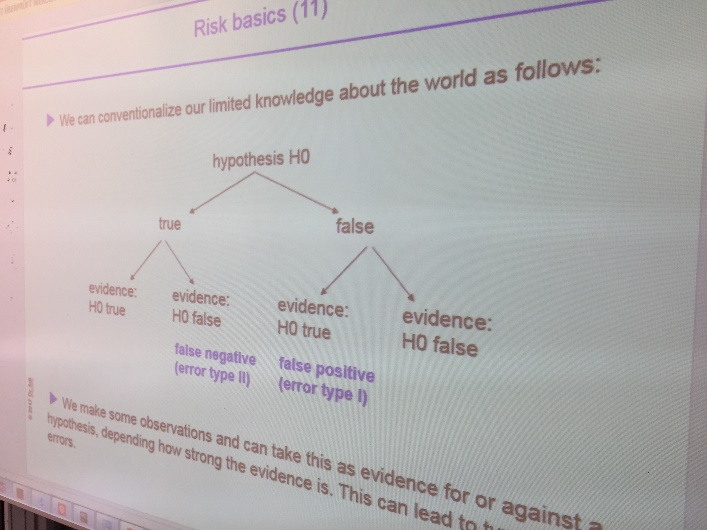 Risk basics (11)
We can conventionalize our limited knowledge about the world as follows:
hypothesis H0
true
false
evidence:
H0 true
evidence:
H0 false
false negative
(error type II)
evidence:
H0 true
false positive
(error type I)
evidence:
H0 false
We make some observations and can take this as evidence for or against a
hypothesis, depending how strong the evidence is. This can lead to
errors.